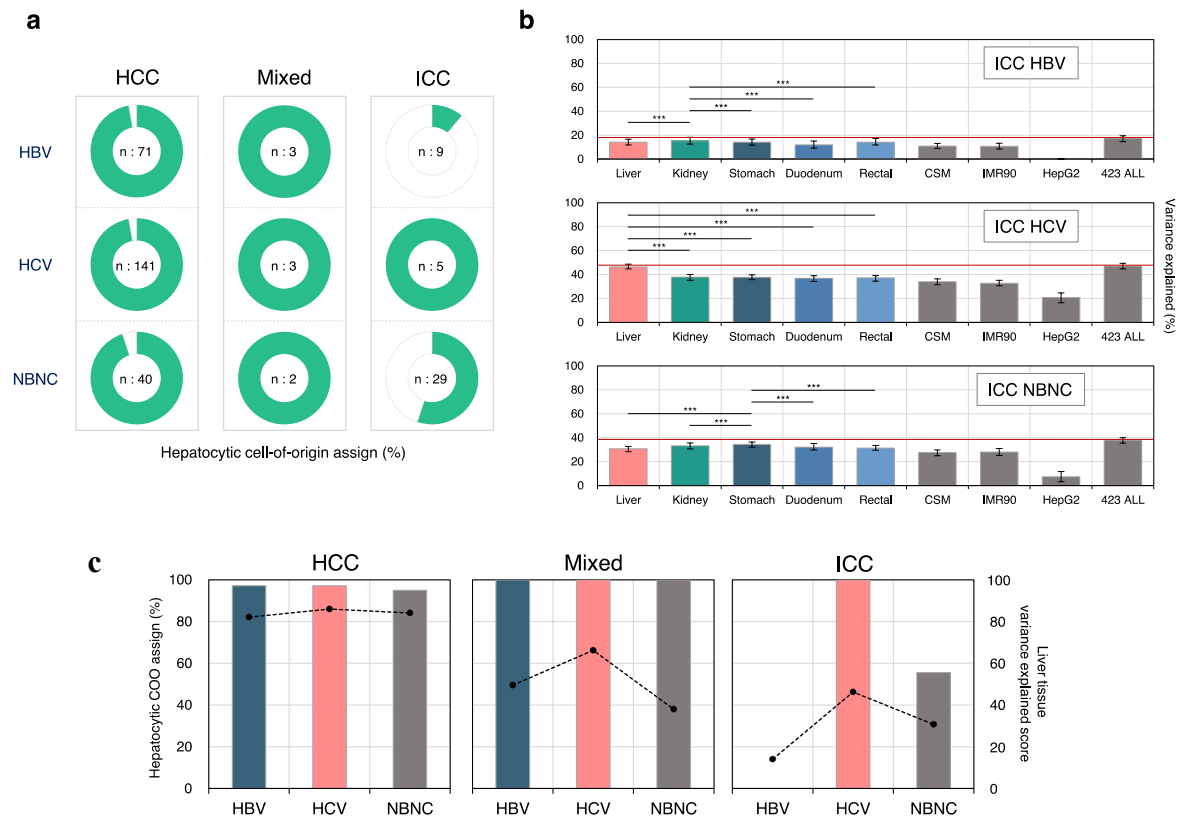 a
HCC
Mixed
ICC
HBV
n : 71
n : 3
n : 9
HCV
n : 141
n : 3
n : 5
NBNC
n : 40
n : 2
n : 29
Hepatocytic cell-of-origin assign (%)
b
100
80
60
40
20
0
ICC HBV
***
***
***
***
Liver Kidney Stomach Duodenum Rectal CSM IMR90 HepG2 423 ALL
100
80
60
40
20
0
ICC HCV
***
***
***
***
Liver Kidney Stomach Duodenum Rectal CSM IMR90 HepG2 423 ALL
100
80
60
40
20
0
ICC NBNC
***
***
***
***
Liver Kidney Stomach Duodenum Rectal CSM IMR90 HepG2 423 ALL
Variance explained (%)
c
HCC
Mixed
ICC
Hepatocytic COO assign (%)
100
80
60
40
20
0
HBV HCV NBNC
HBV HCV NBNC
HBV HCV NBNC
100
80
60
40
20
0
Liver tissue
variance explained score